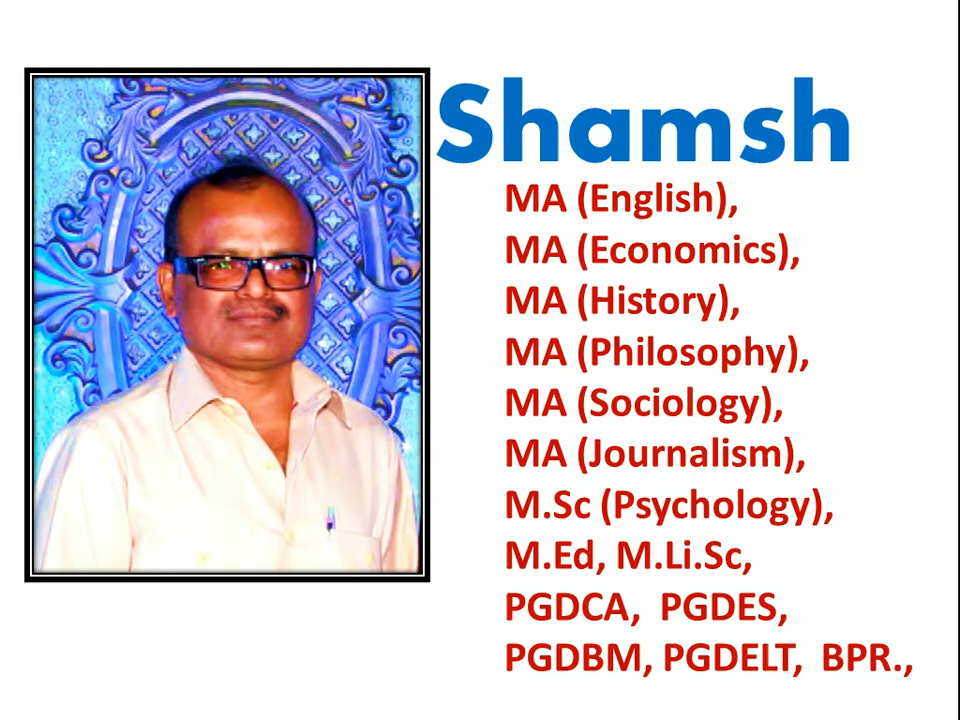 Shamsh
MA (English),
MA (Economics),
MA (History),
MA (Philosophy),
MA (Sociology),
MA (Journalism),
M.Sc (Psychology),
M.Ed, M.Li.Sc,
PGDCA, PGDES,
PGDBM, PGDELT, BPR.,